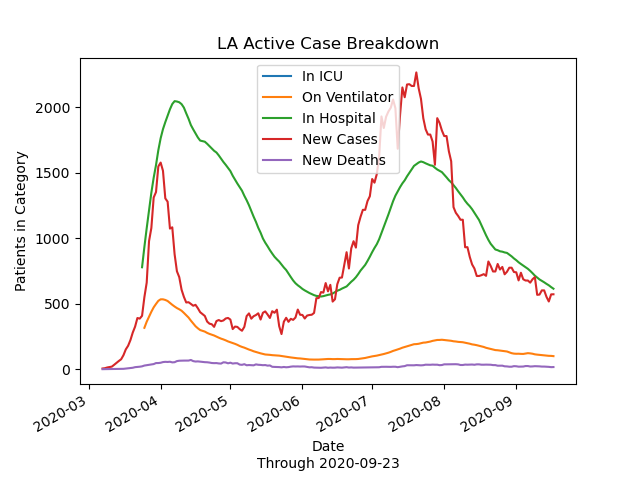 LA Active Case Breakdown
In ICU
On Ventilator
In Hospital
New Cases
New Deaths
Patients in Category
2000
1500
1000
500
0
2020-03
2020-04
2020-05
2020-06
2020-07
2020-08
2020-09
Date
Through 2020-09-23